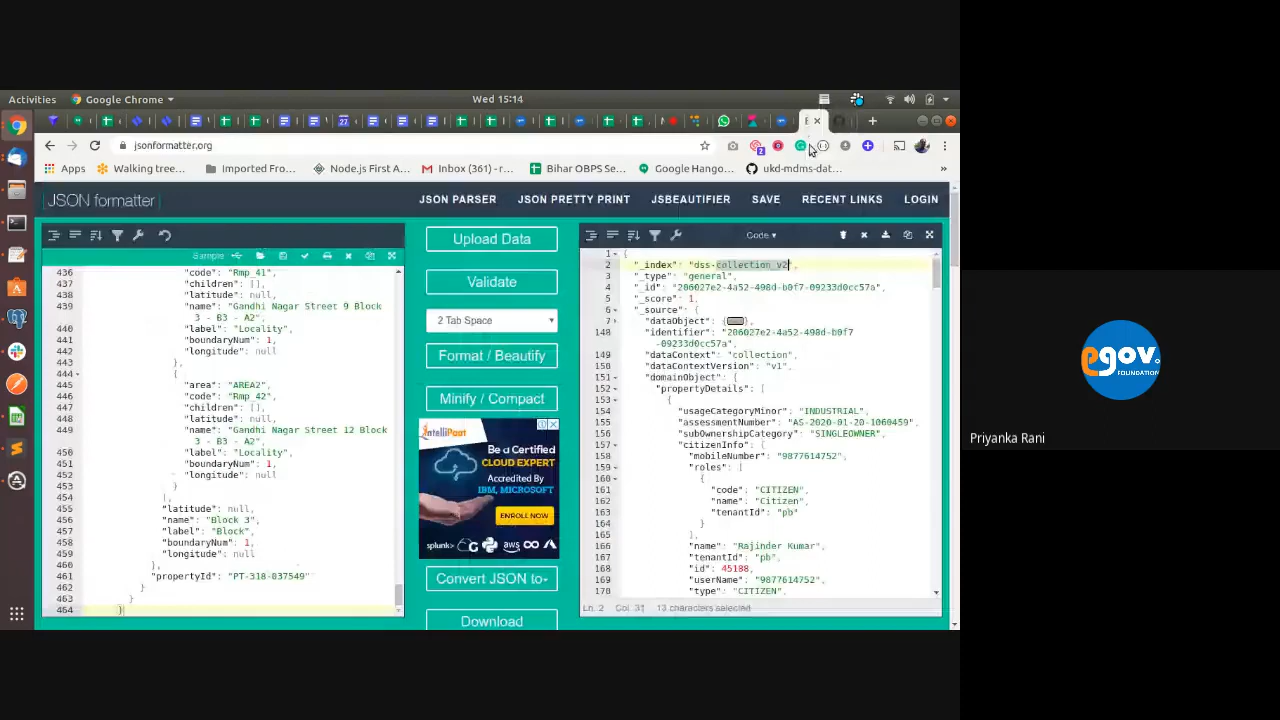 Activities
Google Chrome
Wed 15:14
27
jsonformatter.org
2
Apps
Walking tree...
Imported Fro...
Node.js First A...
Inbox (361) - r...
Bihar OBPS Se...
Google Hango...
ukd-mdms-dat...
»
JSON formatter
JSON PARSER
JSON PRETTY PRINT
JSBEAUTIFIER
SAVE
RECENT LINKS
LOGIN
Sample
436 "code": "Rmp_41",
437 "children": [],
438 "latitude": null,
439 "name": "Gandhi Nagar Street 9 Block
3 - B3 - A2",
440 "label": "Locality",
441 "boundaryNum": 1,
442 "longitude": null
443 },
444 {
445 "area": "AREA2",
446 "code": "Rmp_42",
447 "children": [],
448 "latitude": null,
449 "name": "Gandhi Nagar Street 12 Block
3 - B3 - A2",
450 "label": "Locality",
451 "boundaryNum": 1,
452 "longitude": null
453 }
454 ],
455 "latitude": null,
456 "name": "Block 3",
457 "label": "Block",
458 "boundaryNum": 1,
459 "longitude": null
460 },
461 "propertyId": "PT-318-037549"
462 }
463 }
464 }
Upload Data
Validate
2 Tab Space
Format / Beautify
Minify / Compact
IntelliPaat
Be a Certified
CLOUD EXPERT
Accredited By
IBM, MICROSOFT
ENROLL NOW
splunk>
aws
Convert JSON to
Download
Code
1 {
2 "_index": "dss-collection_v2",
3 "_type": "general",
4 "_id": "206027e2-4a52-498d-b0f7-09233d0cc57a",
5 "_score": 1,
6 "_source": {
7 "dataObject": {},
148 "identifier": "206027e2-4a52-498d-b0f7
-09233d0cc57a",
149 "dataContext": "collection",
150 "dataContextVersion": "v1",
151 "domainObject": {
152 "propertyDetails": [
153 {
154 "usageCategoryMinor": "INDUSTRIAL",
155 "assessmentNumber": "AS-2020-01-20-1060459",
156 "subOwnershipCategory": "SINGLEOWNER",
157 "citizenInfo": {
158 "mobileNumber": "9877614752",
159 "roles": [
160 {
161 "code": "CITIZEN",
162 "name": "Citizen",
163 "tenantId": "pb"
164 }
165 ],
166 "name": "Rajinder Kumar",
167 "tenantId": "pb",
168 "id": 45188,
169 "userName": "9877614752",
170 "type": "CITIZEN",
Ln: 2 Col: 31 13 characters selected
egov.
FOUNDATION
Priyanka Rani